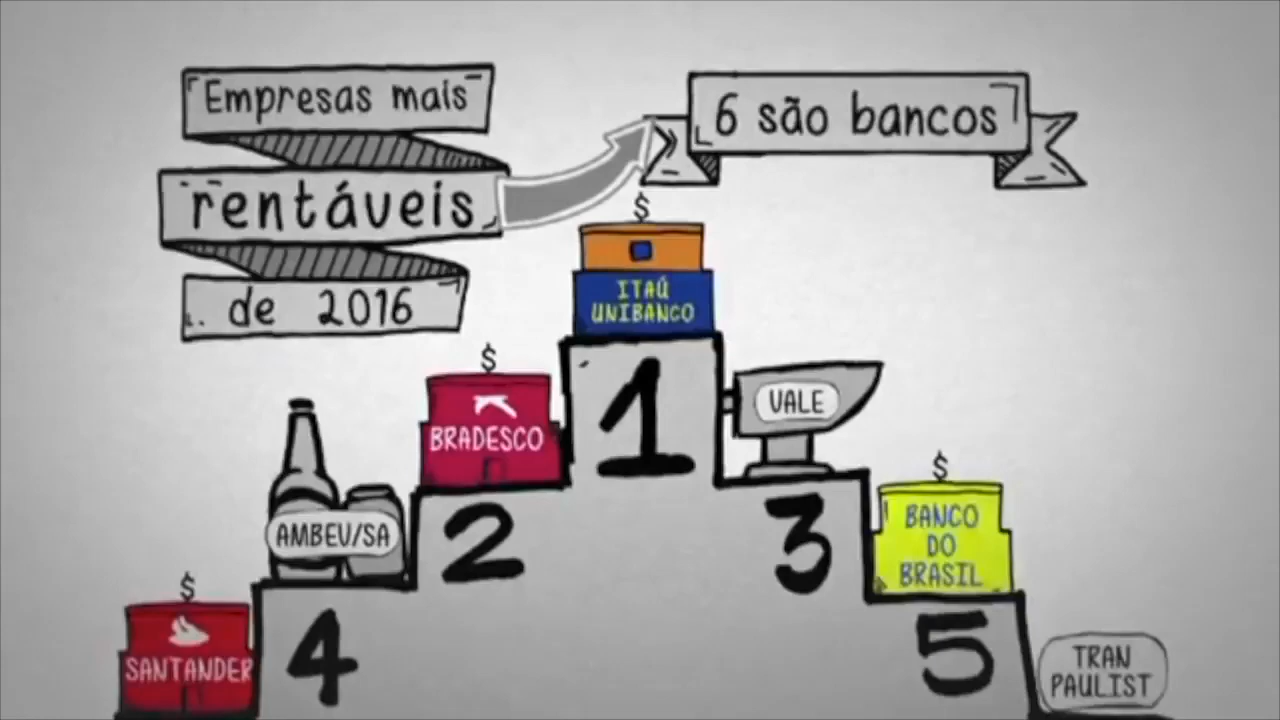 Empresas mais
rentáveis
de 2016
6 são bancos
$
ITAÚ
UNIBANCO
1
$
BRADESCO
2
VALE
3
AMBEV/SA
4
$
BANCO
DO
BRASIL
5
$
SANTANDER
TRAN
PAULIST